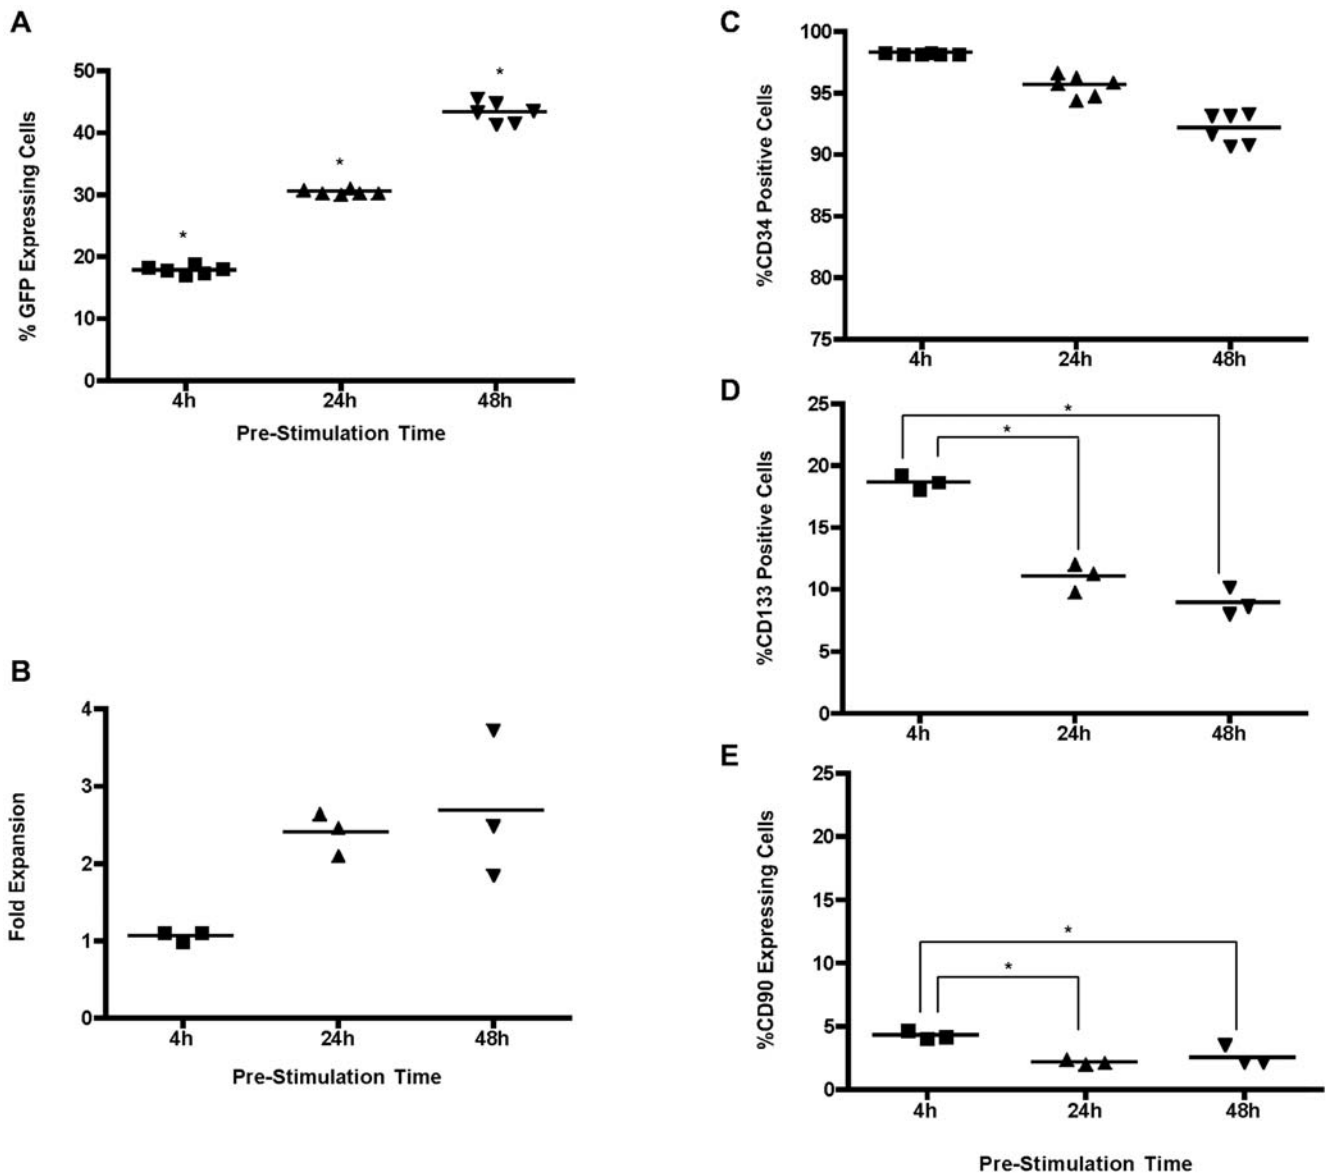 A
% GFP Expressing Cells
50
40
30
20
10
0
*
*
*
4h
24h
48h
Pre-Stimulation Time
B
Fold Expansion
4
3
2
1
0
4h
24h
48h
Pre-Stimulation Time
C
%CD34 Positive Cells
100
95
90
85
80
75
4h
24h
48h
D
%CD133 Positive Cells
25
20
15
10
5
0
*
*
4h
24h
48h
E
%CD90 Expressing Cells
25
20
15
10
5
0
*
*
4h
24h
48h
Pre-Stimulation Time